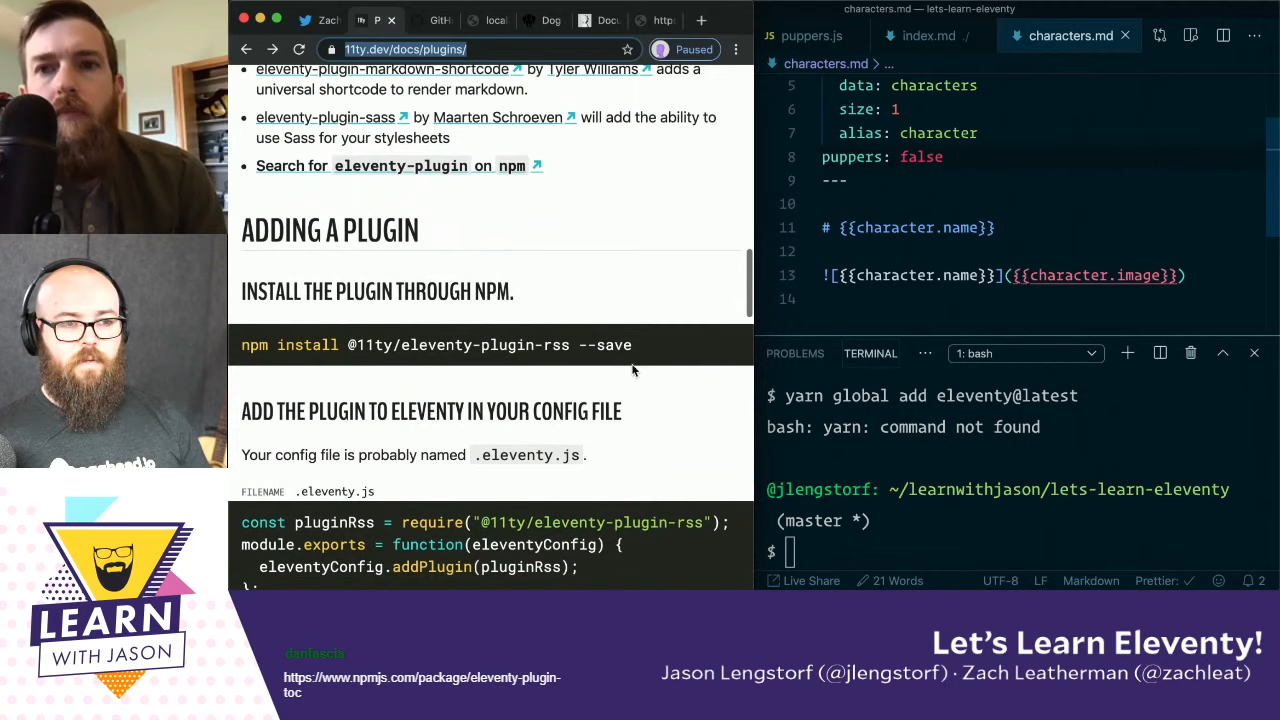 Zach
P
GitH
local
Dog
Docu
http:
11ty.dev/docs/plugins/
Paused
eleventy-plugin-markdown-shortcode by Tyler Williams adds a
universal shortcode to render markdown.
eleventy-plugin-sass by Maarten Schroeven will add the ability to
use Sass for your stylesheets
Search for eleventy-plugin on npm
ADDING A PLUGIN
INSTALL THE PLUGIN THROUGH NPM.
npm install @11ty/eleventy-plugin-rss --save
ADD THE PLUGIN TO ELEVENTY IN YOUR CONFIG FILE
Your config file is probably named .eleventy.js.
FILENAME .eleventy.js
const pluginRss = require("@11ty/eleventy-plugin-rss");
module.exports = function(eleventyConfig) {
eleventyConfig.addPlugin(pluginRss);
};
characters.md — lets-learn-eleventy
JS puppers.js
index.md ./
characters.md
characters.md > ...
5 data: characters
6 size: 1
7 alias: character
8 puppers: false
9 ---
10
11 # {{character.name}}
12
13 ![{{character.name}}]({{character.image}})
14
PROBLEMS TERMINAL ... 1: bash
$ yarn global add eleventy@latest
bash: yarn: command not found
@jlengstorf: ~/learnwithjason/lets-learn-eleventy
(master *)
$
Live Share 21 Words UTF-8 LF Markdown Prettier: ✓ 2
LEARN
WITH JASON
danfascia
https://www.npmjs.com/package/eleventy-plugin-
toc
Let's Learn Eleventy!
Jason Lengstorf (@jlengstorf) · Zach Leatherman (@zachleat)